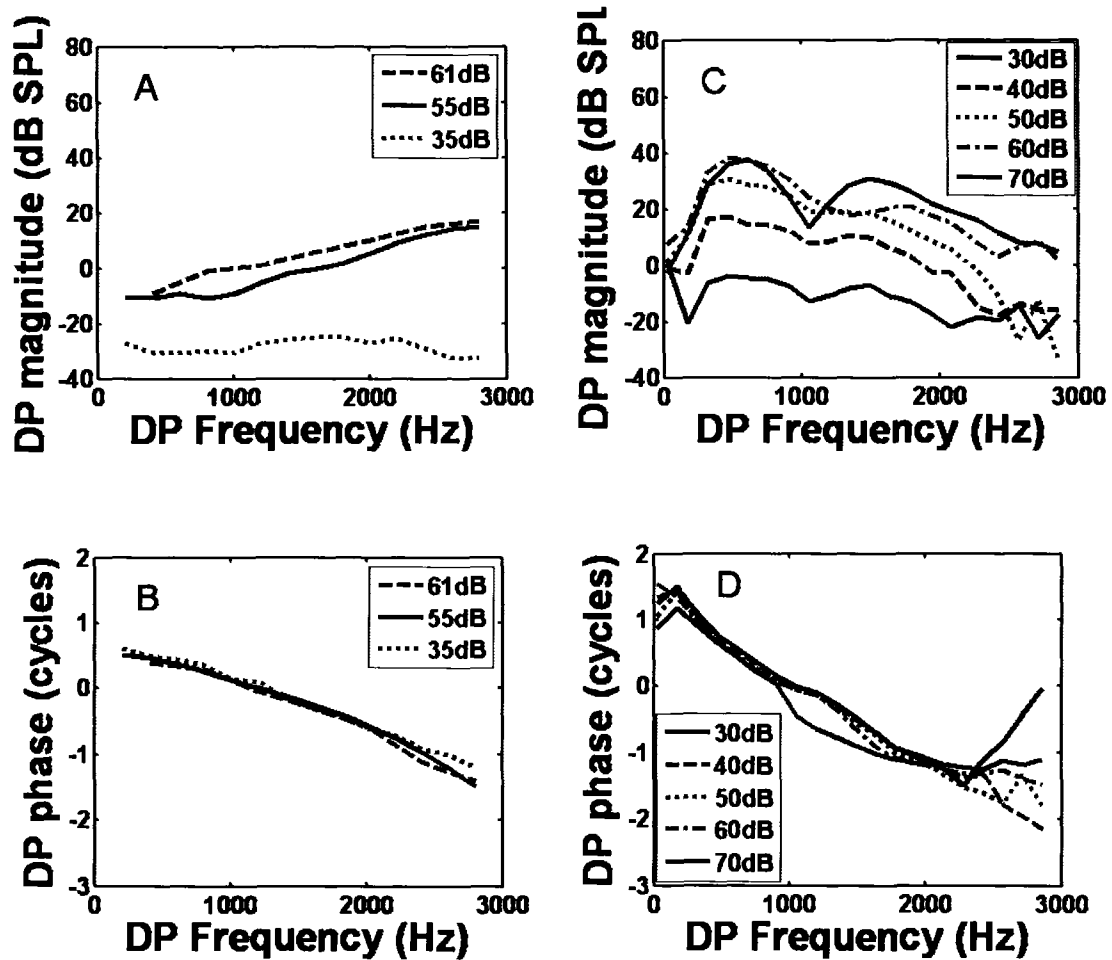 DP magnitude (dB SPL)
80
60
40
20
0
-20
-40
A
61dB
55dB
35dB
0
1000
2000
3000
DP Frequency (Hz)
DP magnitude (dB SPL
80
60
40
20
0
-20
-40
C
30dB
40dB
50dB
60dB
70dB
0
1000
2000
3000
DP Frequency (Hz)
DP phase (cycles)
2
1
0
-1
-2
-3
B
61dB
55dB
35dB
0
1000
2000
3000
DP Frequency (Hz)
DP phase (cycles)
2
1
0
-1
-2
-3
D
30dB
40dB
50dB
60dB
70dB
0
1000
2000
3000
DP Frequency (Hz)